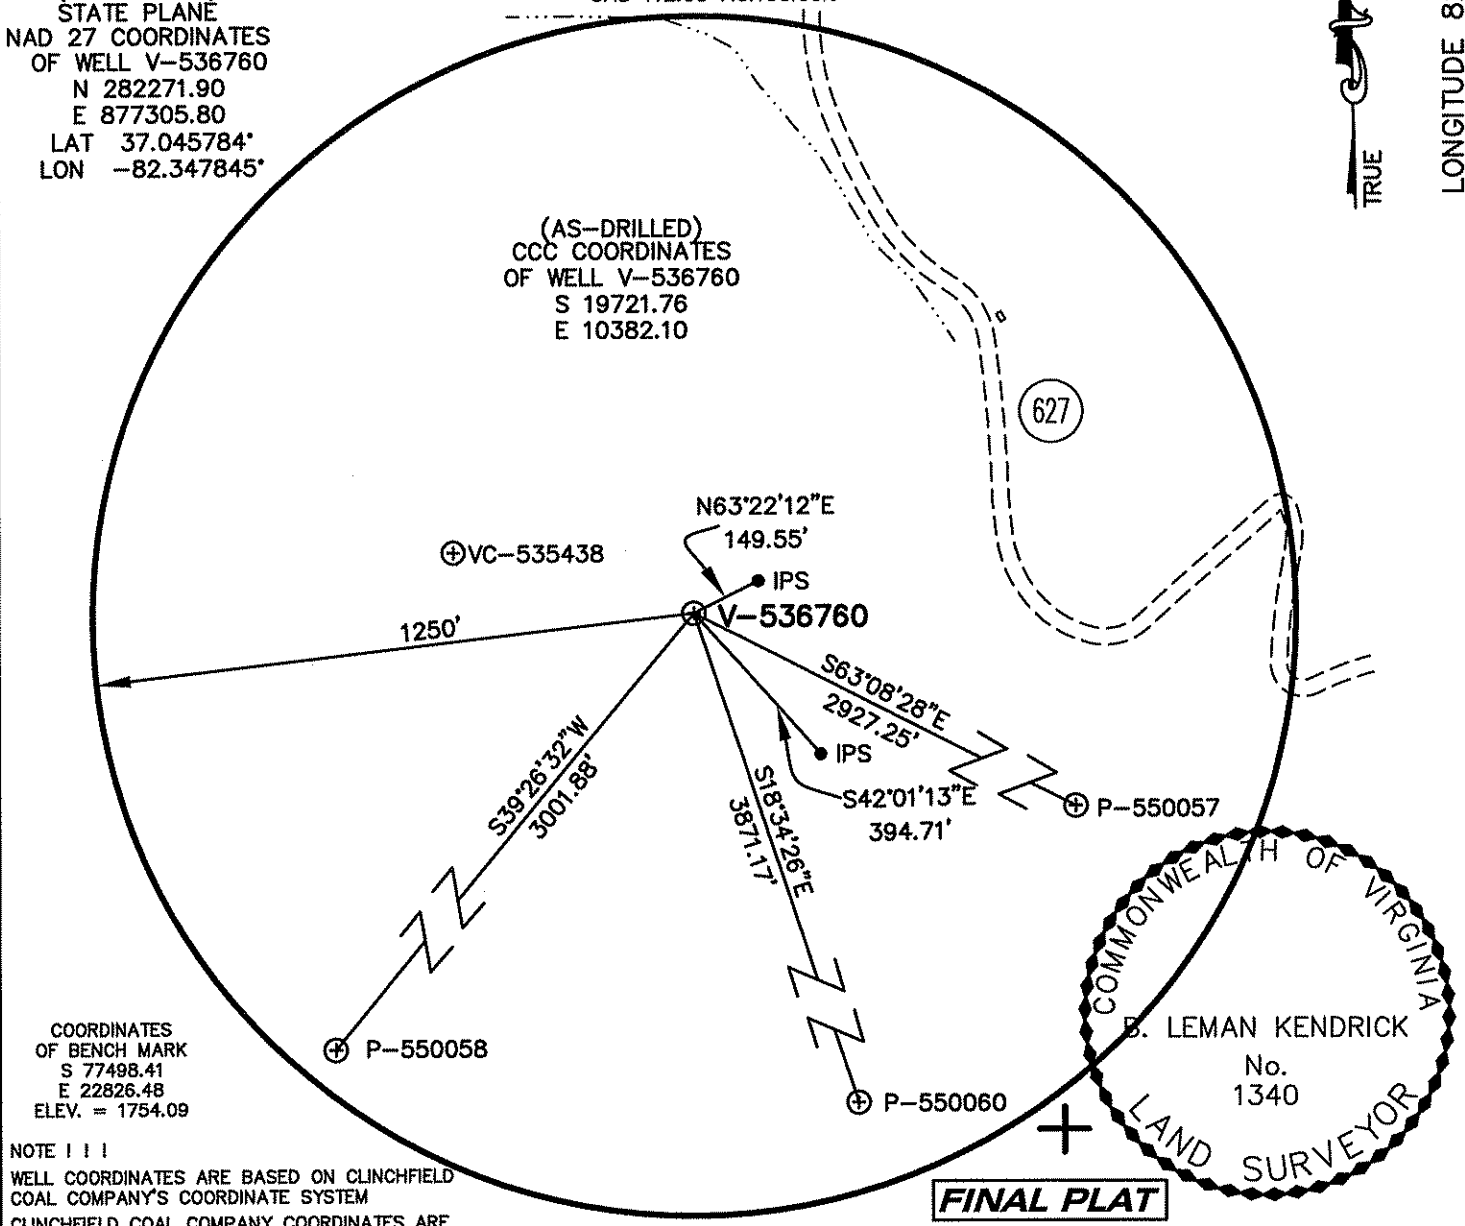 STATE PLANE
NAD 27 COORDINATES
OF WELL V-536760
N 282271.90
E 877305.80
LAT 37.045784°
LON -82.347845°
TRUE
LONGITUDE
(AS-DRILLED)
CCC COORDINATES
OF WELL V-536760
S 19721.76
E 10382.10
627
N63°22'12"E
149.55'
VC-535438
IPS
V-536760
1250'
S63°08'28"E
2927.25'
IPS
S42°01'13"E
394.71'
S39°26'32"W
3001.88'
S18°34'26"E
3871.17'
P-550057
P-550058
P-550060
COMMONWEALTH OF VIRGINIA
B. LEMAN KENDRICK
No.
1340
LAND SURVEYOR
COORDINATES
OF BENCH MARK
S 77498.41
E 22826.48
ELEV. = 1754.09
NOTE ! ! !
WELL COORDINATES ARE BASED ON CLINCHFIELD
COAL COMPANY'S COORDINATE SYSTEM
CLINCHFIELD COAL COMPANY COORDINATES ARE
FINAL PLAT